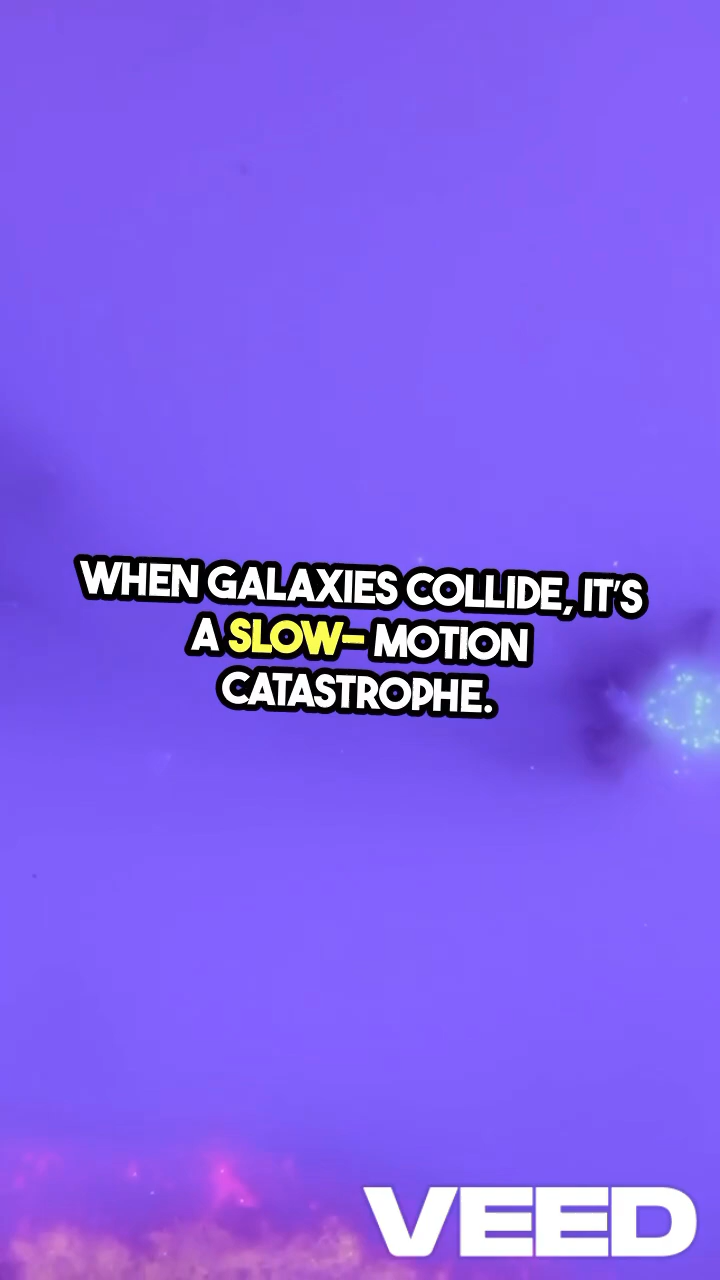 WHEN GALAXIES COLLIDE, IT'S
A SLOW- MOTION
CATASTROPHE.
VEED